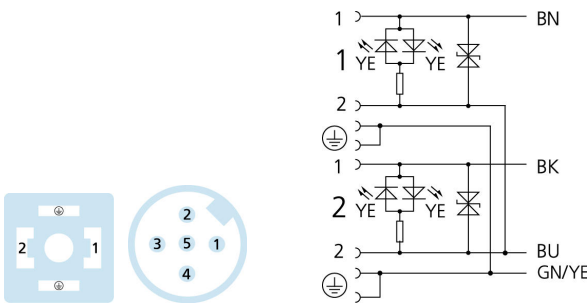 1 BN
1 YE YE
2
1 BK
2 YE YE
2 BU
GN/YE
2 1
2
3 5 1
4